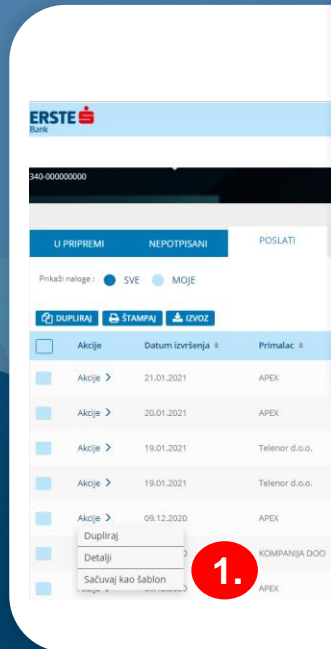 ERSTE
Bank
340-000000000
U PRIPREMI NEPOTPISANI POSLATI
Prikaži naloge : SVE MOJE
DUPLIRAJ ŠTAMPAJ IZVOZ
Akcije Datum izvršenja Primalac
Akcije 21.01.2021 APEX
Akcije 20.01.2021 APEX
Akcije 19.01.2021 Telenor d.o.o.
Akcije 19.01.2021 Telenor d.o.o.
Akcije 09.12.2020 APEX
Dupliraj
Detalji
KOMPANIJA DOO
Sačuvaj kao šablon
1.
APEX